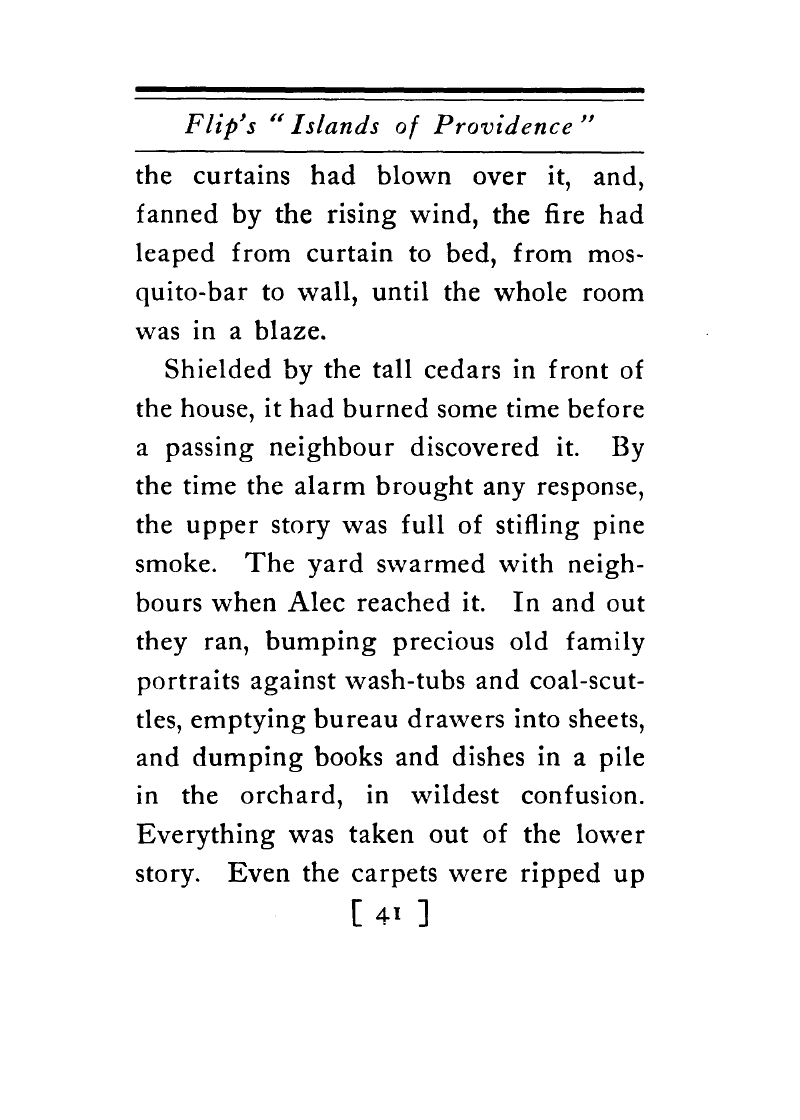 Flip's "Islands of Providence"
the curtains had blown over it, and,
fanned by the rising wind, the fire had
leaped from curtain to bed, from mos-
quito-bar to wall, until the whole room
was in a blaze.
Shielded by the tall cedars in front of
the house, it had burned some time before
a passing neighbour discovered it. By
the time the alarm brought any response,
the upper story was full of stifling pine
smoke. The yard swarmed with neigh-
bours when Alec reached it. In and out
they ran, bumping precious old family
portraits against wash-tubs and coal-scut-
tles, emptying bureau drawers into sheets,
and dumping books and dishes in a pile
in the orchard, in wildest confusion.
Everything was taken out of the lower
story. Even the carpets were ripped up
[ 41 ]